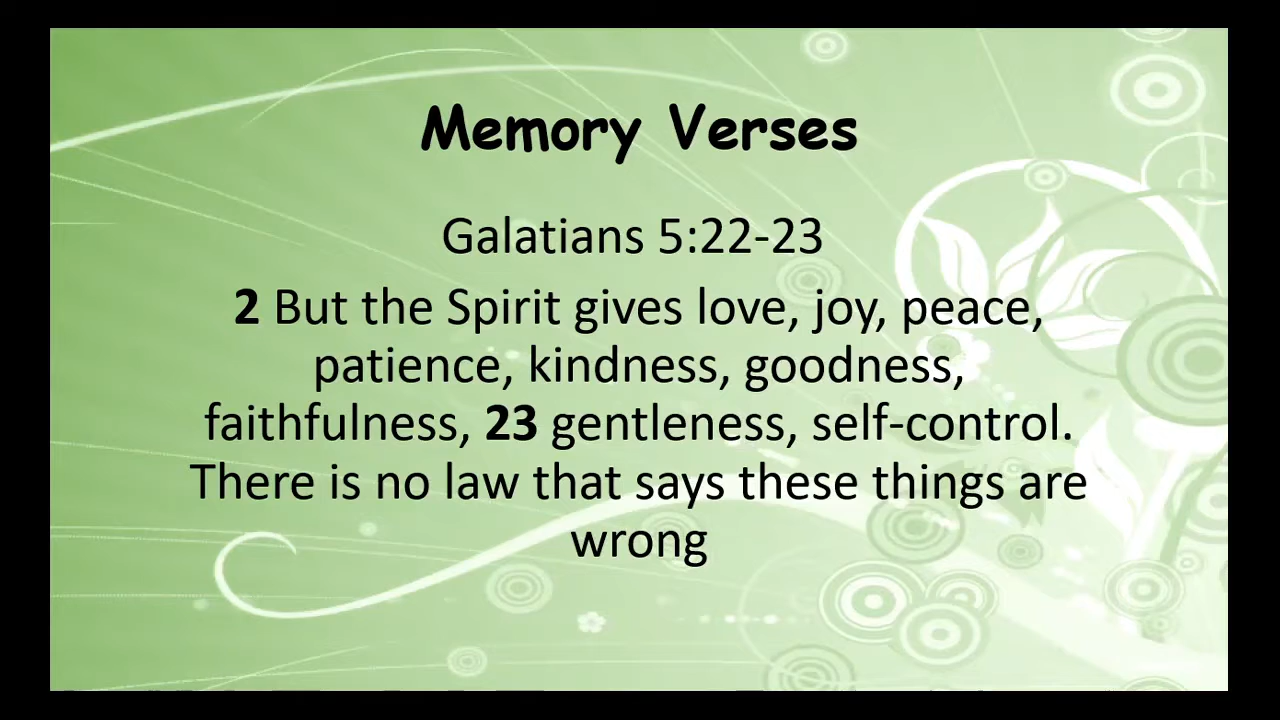 Memory Verses
Galatians 5:22-23
2 But the Spirit gives love, joy, peace,
patience, kindness, goodness,
faithfulness, 23 gentleness, self-control.
There is no law that says these things are
wrong